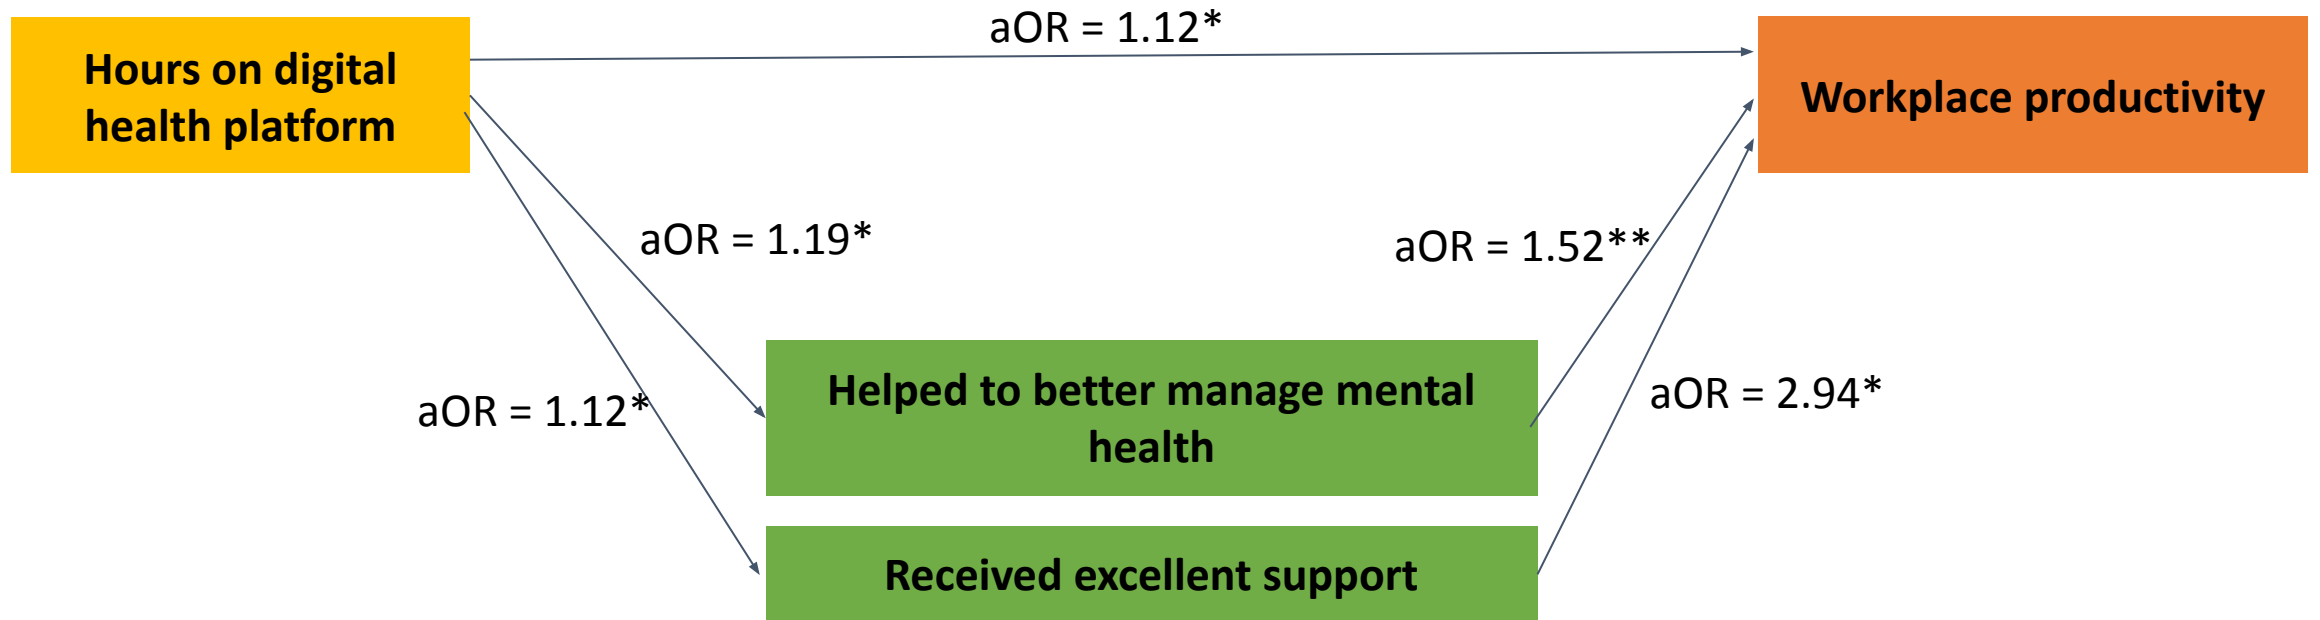 aOR = 1.12*
Hours on digital
health platform
Workplace productivity
aOR = 1.19*
aOR = 1.52**
aOR = 1.12*
Helped to better manage mental
health
aOR = 2.94*
Received excellent support